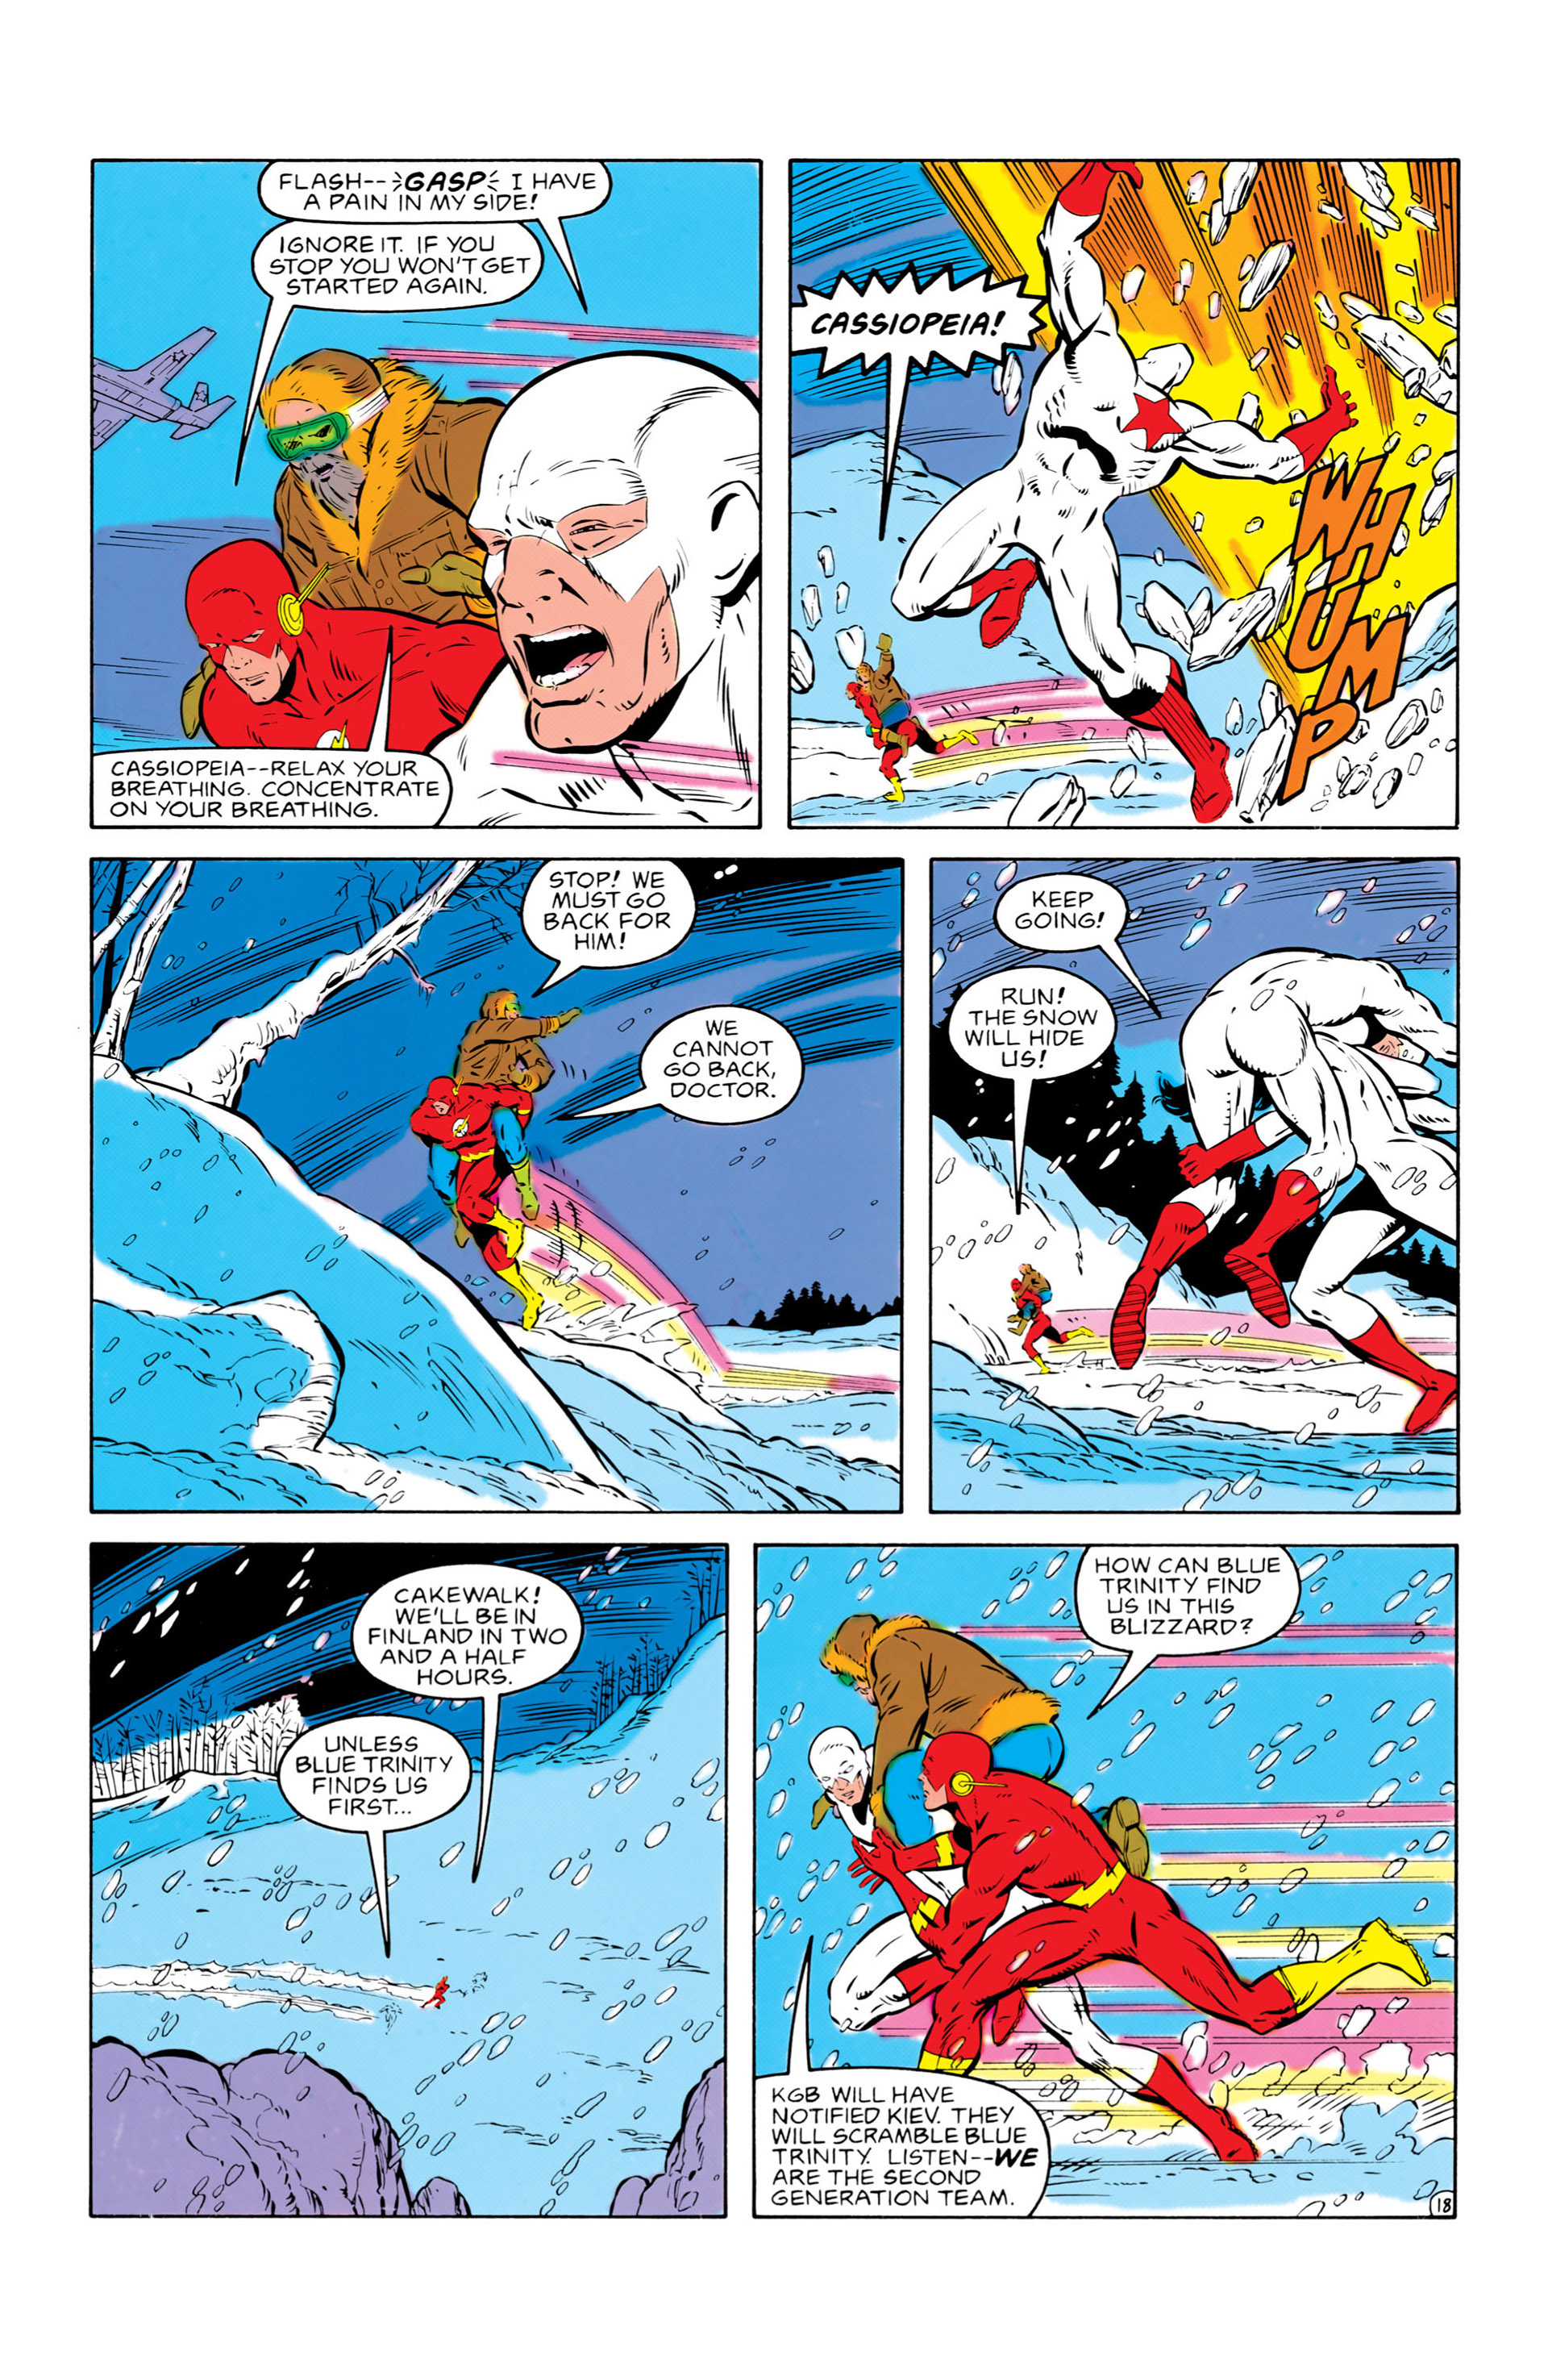 FLASH-- GASP I HAVE
A PAIN IN MY SIDE!
IGNORE IT. IF YOU
STOP YOU WON'T GET
STARTED AGAIN.
CASSIOPEIA--RELAX YOUR
BREATHING. CONCENTRATE
ON YOUR BREATHING.
CASSIOPEIA!
WHUMP
STOP! WE
MUST GO
BACK FOR
HIM!
WE
CANNOT
GO BACK,
DOCTOR.
KEEP
GOING!
RUN!
THE SNOW
WILL HIDE
US!
CAKEWALK!
WE'LL BE IN
FINLAND IN TWO
AND A HALF
HOURS.
UNLESS
BLUE TRINITY
FINDS US
FIRST...
HOW CAN BLUE
TRINITY FIND
US IN THIS
BLIZZARD?
KGB WILL HAVE
NOTIFIED KIEV. THEY
WILL SCRAMBLE BLUE
TRINITY. LISTEN--WE
ARE THE SECOND
GENERATION TEAM.
18